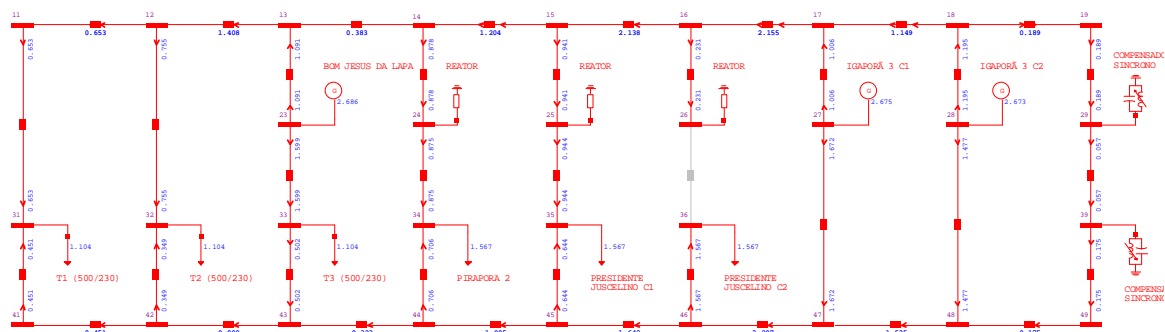 11 12 13 14 15 16 17 18 19
0.653 1.408 0.383 1.204 2.138 2.155 1.149 0.189
0.653 0.755 1.091 0.878 0.941 0.231 1.006 1.195 0.189
BOM JESUS DA LAPA REATOR REATOR REATOR IGAPORÃ 3 C1 IGAPORÃ 3 C2
COMPENSADO
SINCRONO
G 2.686 G 2.675 G 2.673
1.091 0.878 0.941 0.231 1.006 1.195 0.189
23 24 25 26 27 28 29
1.599 0.875 0.944 1.672 1.477 0.057
0.653 0.755 1.599 0.875 0.944 0.057
31 32 33 34 35 36 39
0.451 1.104 0.349 1.104 0.502 1.104 0.706 1.567 0.644 1.567 1.567 1.567 0.175
T1 (500/230) T2 (500/230) T3 (500/230) PIRAPORA 2
PRESIDENTE
JUSCELINO C1
PRESIDENTE
JUSCELINO C2
COMPENSA
SINCRONO
0.451 0.349 0.502 0.706 0.644 1.567 1.672 1.477 0.175
41 42 43 44 45 46 47 48 49